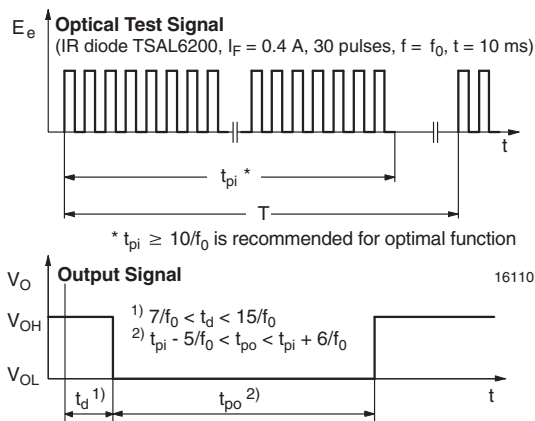 E_e
Optical Test Signal
(IR diode TSAL6200, I_F = 0.4 A, 30 pulses, f = f_0, t = 10 ms)
t
t_pi *
T
* t_pi ≥ 10/f_0 is recommended for optimal function
V_O
Output Signal
16110
V_OH
1) 7/f_0 < t_d < 15/f_0
2) t_pi - 5/f_0 < t_po < t_pi + 6/f_0
V_OL
t_d 1)
t_po 2)
t